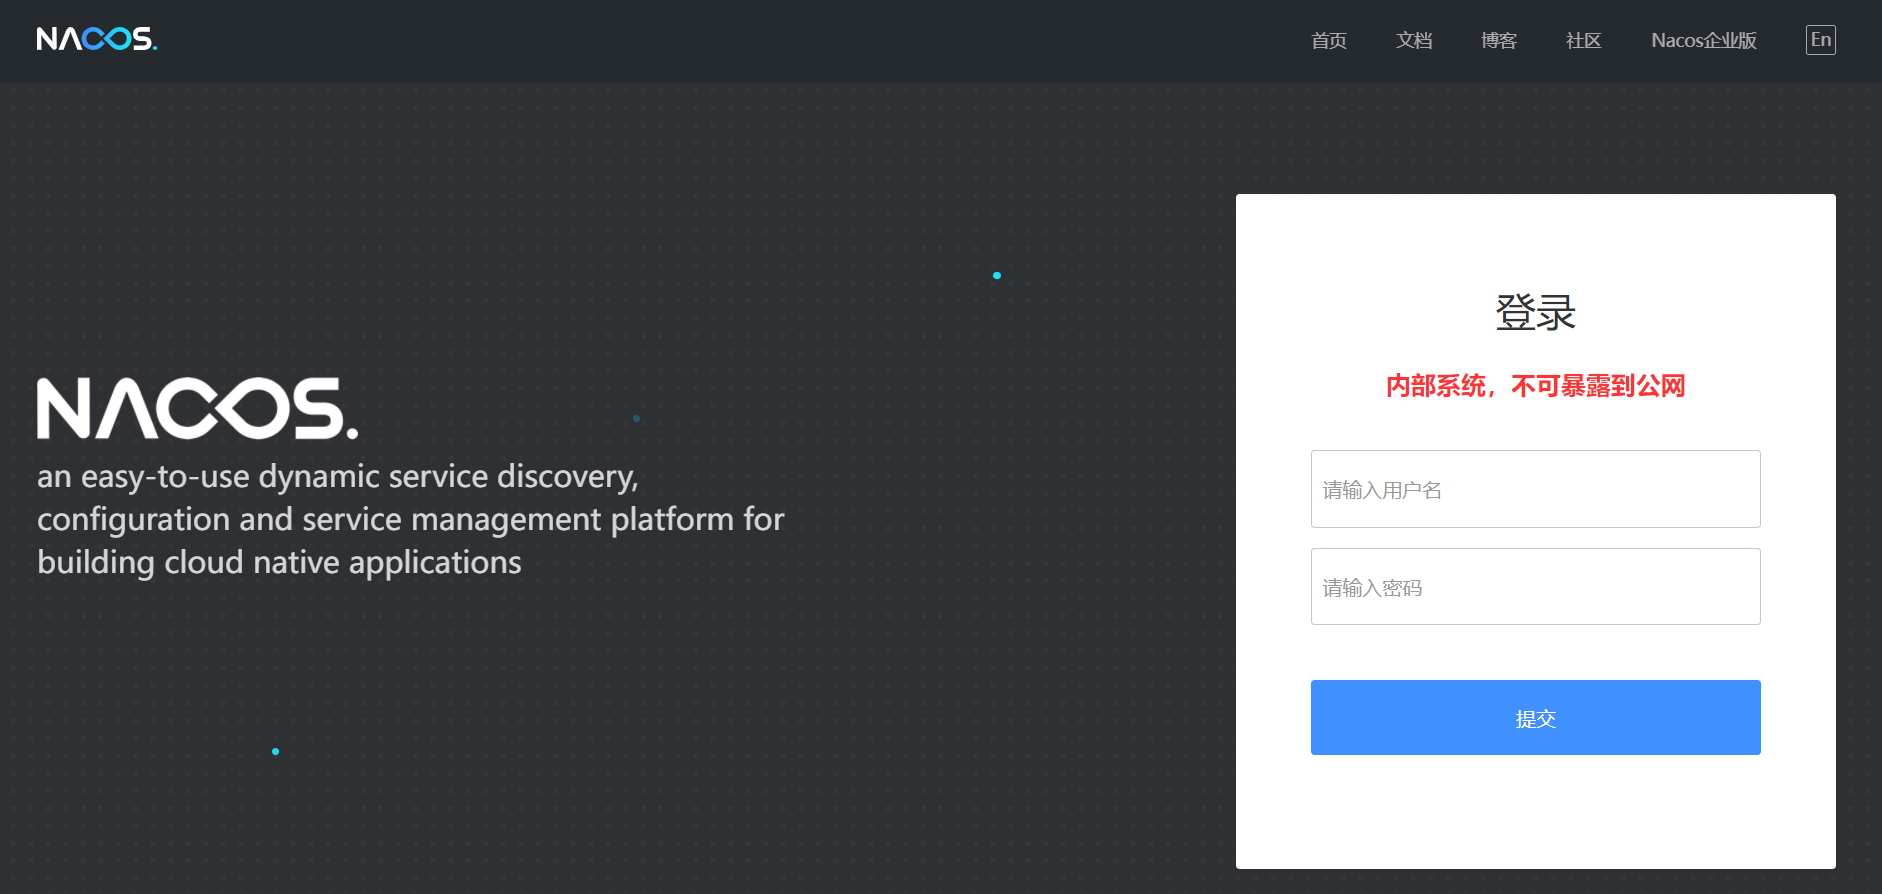 NACOS.
首页 文档 博客 社区 Nacos企业版 En
NACOS.
an easy-to-use dynamic service discovery,
configuration and service management platform for
building cloud native applications
登录
内部系统，不可暴露到公网
请输入用户名
请输入密码
提交